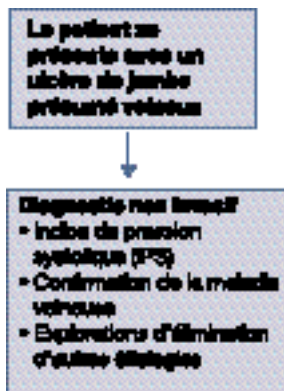 Le patient se
présente avec un
ulcère de jambe
présumé veineux
Diagnostic non invasif
• Indice de pression
systolique (IPS)
• Confirmation de la maladie
veineuse
• Explorations d'élimination
d'autres étiologies